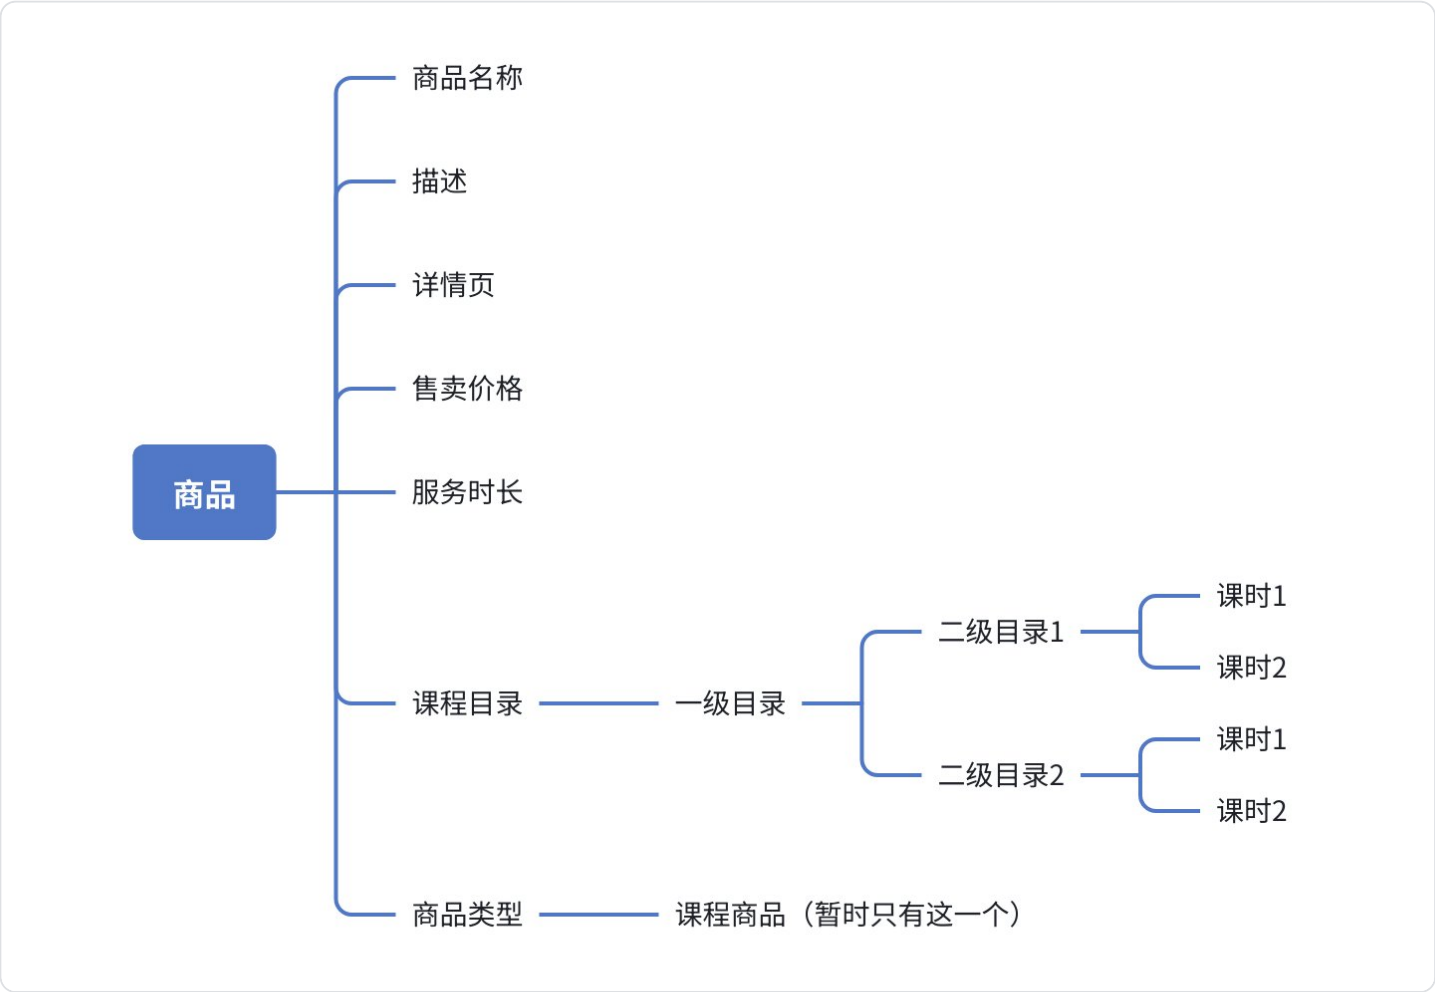 商品名称
描述
详情页
售卖价格
商品
服务时长
课程目录
一级目录
二级目录1
课时1
课时2
二级目录2
课时1
课时2
商品类型
课程商品（暂时只有这一个）